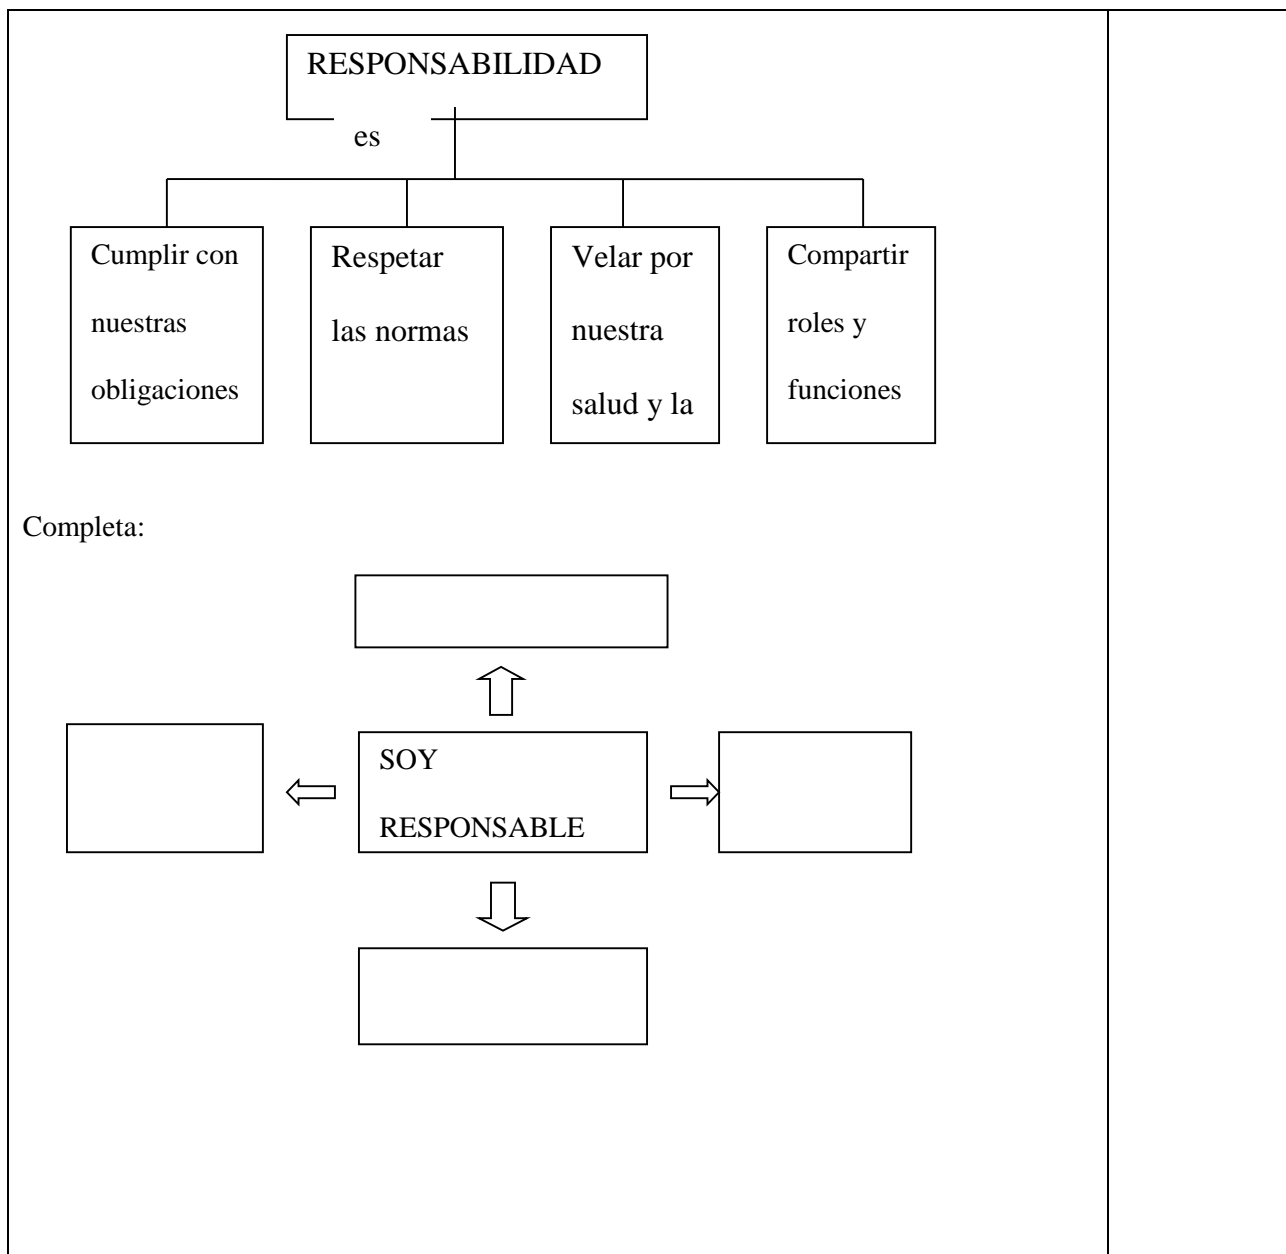 RESPONSABILIDAD
es
Cumplir con
nuestras
obligaciones
Respetar
las normas
Velar por
nuestra
salud y la
Compartir
roles y
funciones
Completa:
SOY
RESPONSABLE